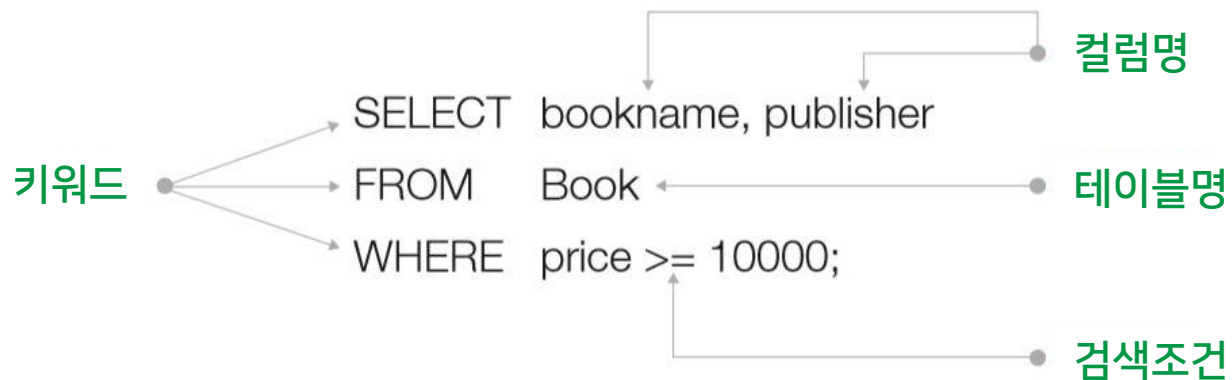 컬럼명
SELECT bookname, publisher
키워드 FROM Book 테이블명
WHERE price >= 10000;
검색조건